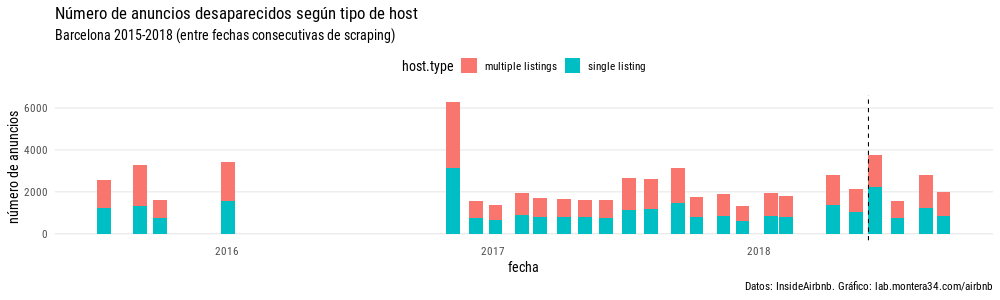 Número de anuncios desaparecidos según tipo de host
Barcelona 2015-2018 (entre fechas consecutivas de scraping)
host.type multiple listings single listing
número de anuncios
6000
4000
2000
0
2016 2017 2018
fecha
Datos: InsideAirbnb. Gráfico: lab.montera34.com/airbnb